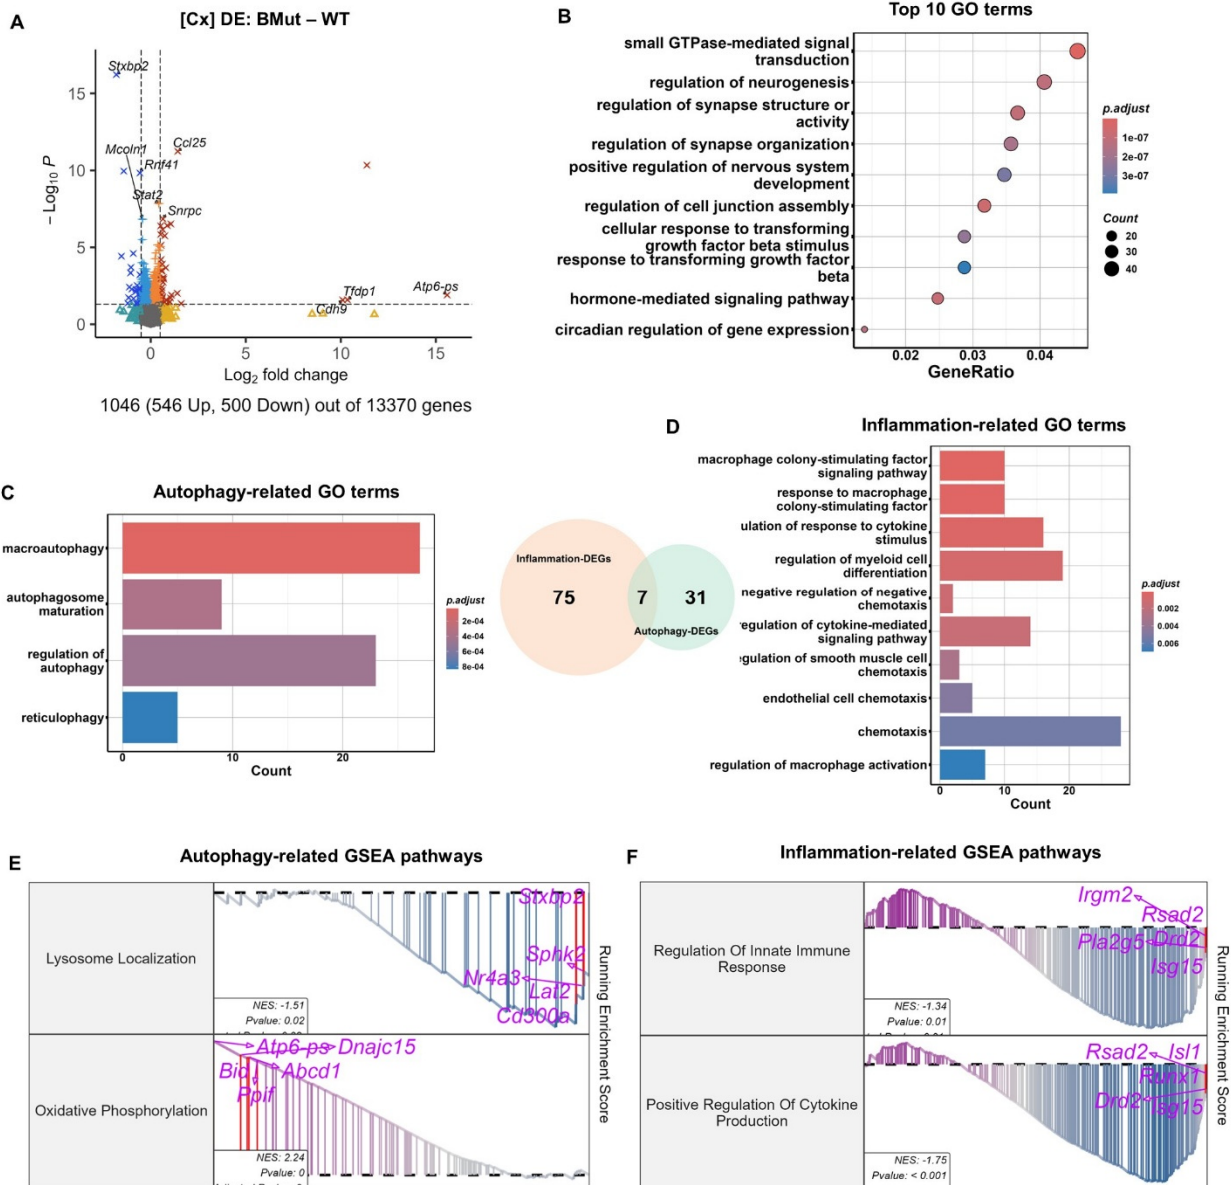 A
[Cx] DE: BMut – WT
– Log10 P
15
10
5
0
Stxbp2
Mcoln1
Rnf41
Ccl25
Stat2
Snrpc
Cdh9
Tfdp1
Atp6-ps
0
5
10
15
Log2 fold change
1046 (546 Up, 500 Down) out of 13370 genes
B
Top 10 GO terms
small GTPase-mediated signal
transduction
regulation of neurogenesis
regulation of synapse structure or
activity
regulation of synapse organization
positive regulation of nervous system
development
regulation of cell junction assembly
cellular response to transforming
growth factor beta stimulus
response to transforming growth factor
beta
hormone-mediated signaling pathway
circadian regulation of gene expression
0.02
0.03
0.04
GeneRatio
p.adjust
1e-07
2e-07
3e-07
Count
20
30
40
C
Autophagy-related GO terms
macroautophagy
autophagosome
maturation
regulation of
autophagy
reticulophagy
0
10
20
Count
p.adjust
2e-04
4e-04
6e-04
8e-04
Inflammation-DEGs
75
7
31
Autophagy-DEGs
D
Inflammation-related GO terms
macrophage colony-stimulating factor
signaling pathway
response to macrophage
colony-stimulating factor
ulation of response to cytokine
stimulus
regulation of myeloid cell
differentiation
negative regulation of negative
chemotaxis
regulation of cytokine-mediated
signaling pathway
egulation of smooth muscle cell
chemotaxis
endothelial cell chemotaxis
chemotaxis
regulation of macrophage activation
0
10
20
Count
p.adjust
0.002
0.004
0.006
E
Autophagy-related GSEA pathways
Lysosome Localization
Stxbp2
Sphk2
Nr4a3
Lat2
Cd300a
NES: -1.51
Pvalue: 0.02
Oxidative Phosphorylation
Atp6-ps
Dnajc15
Bid
Abcd1
Ppif
NES: 2.24
Pvalue: 0
Running Enrichment Score
F
Inflammation-related GSEA pathways
Regulation Of Innate Immune
Response
Irgm2
Rsad2
Pla2g5
Drd2
Isg15
NES: -1.34
Pvalue: 0.01
Positive Regulation Of Cytokine
Production
Rsad2
Isl1
Runx1
Drd2
Isg15
NES: -1.75
Pvalue: < 0.001
Running Enrichment Score